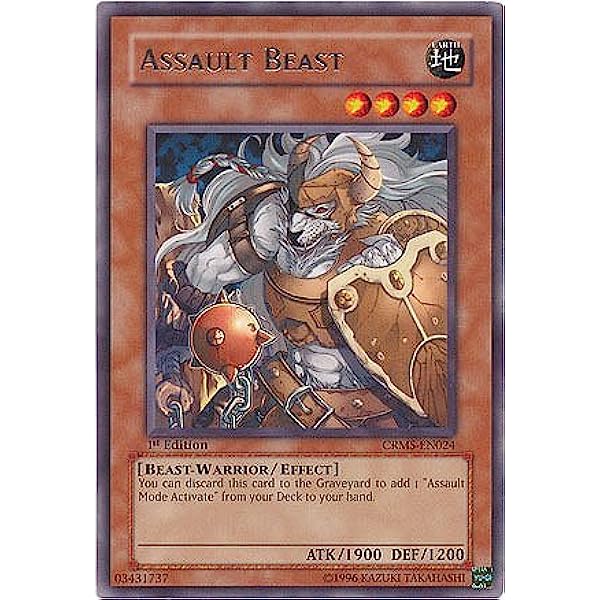 ASSAULT BEAST
EARTH
地
1st Edition
CRMS-EN024
[BEAST-WARRIOR/EFFECT]
You can discard this card to the Graveyard to add 1 "Assault
Mode Activate" from your Deck to your hand.
ATK/1900 DEF/1200
03431737
©1996 KAZUKI TAKAHASHI